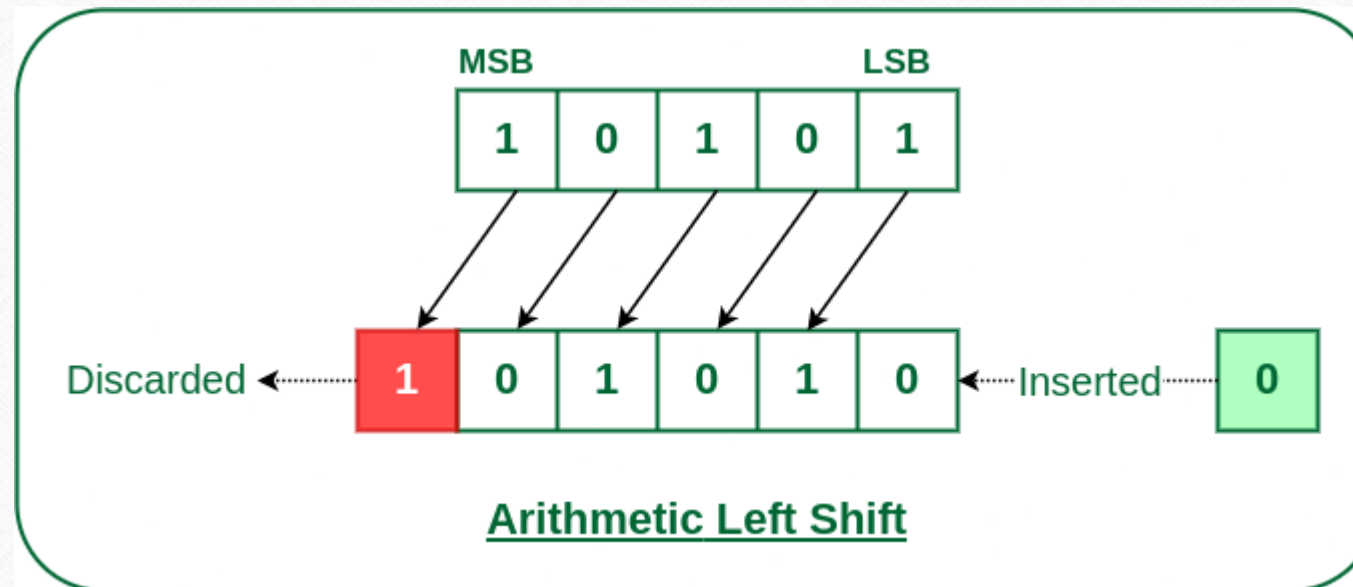 MSB LSB
1 0 1 0 1
Discarded 1 0 1 0 1 0 Inserted 0
Arithmetic Left Shift